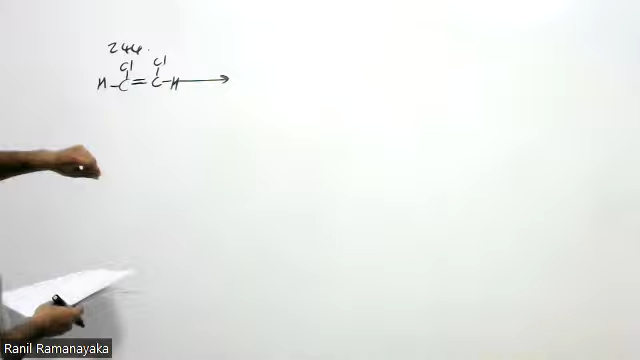 244.
Cl Cl
H-C=C-H→
Ranil Ramanayaka